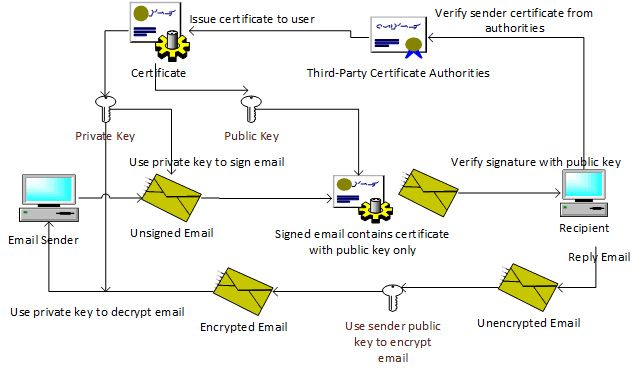 Issue certificate to user
Verify sender certificate from
authorities
Certificate
Third-Party Certificate Authorities
Private Key
Public Key
Use private key to sign email
Verify signature with public key
Email Sender
Unsigned Email
Signed email contains certificate
with public key only
Recipient
Reply Email
Use private key to decrypt email
Encrypted Email
Use sender public
key to encrypt
email
Unencrypted Email